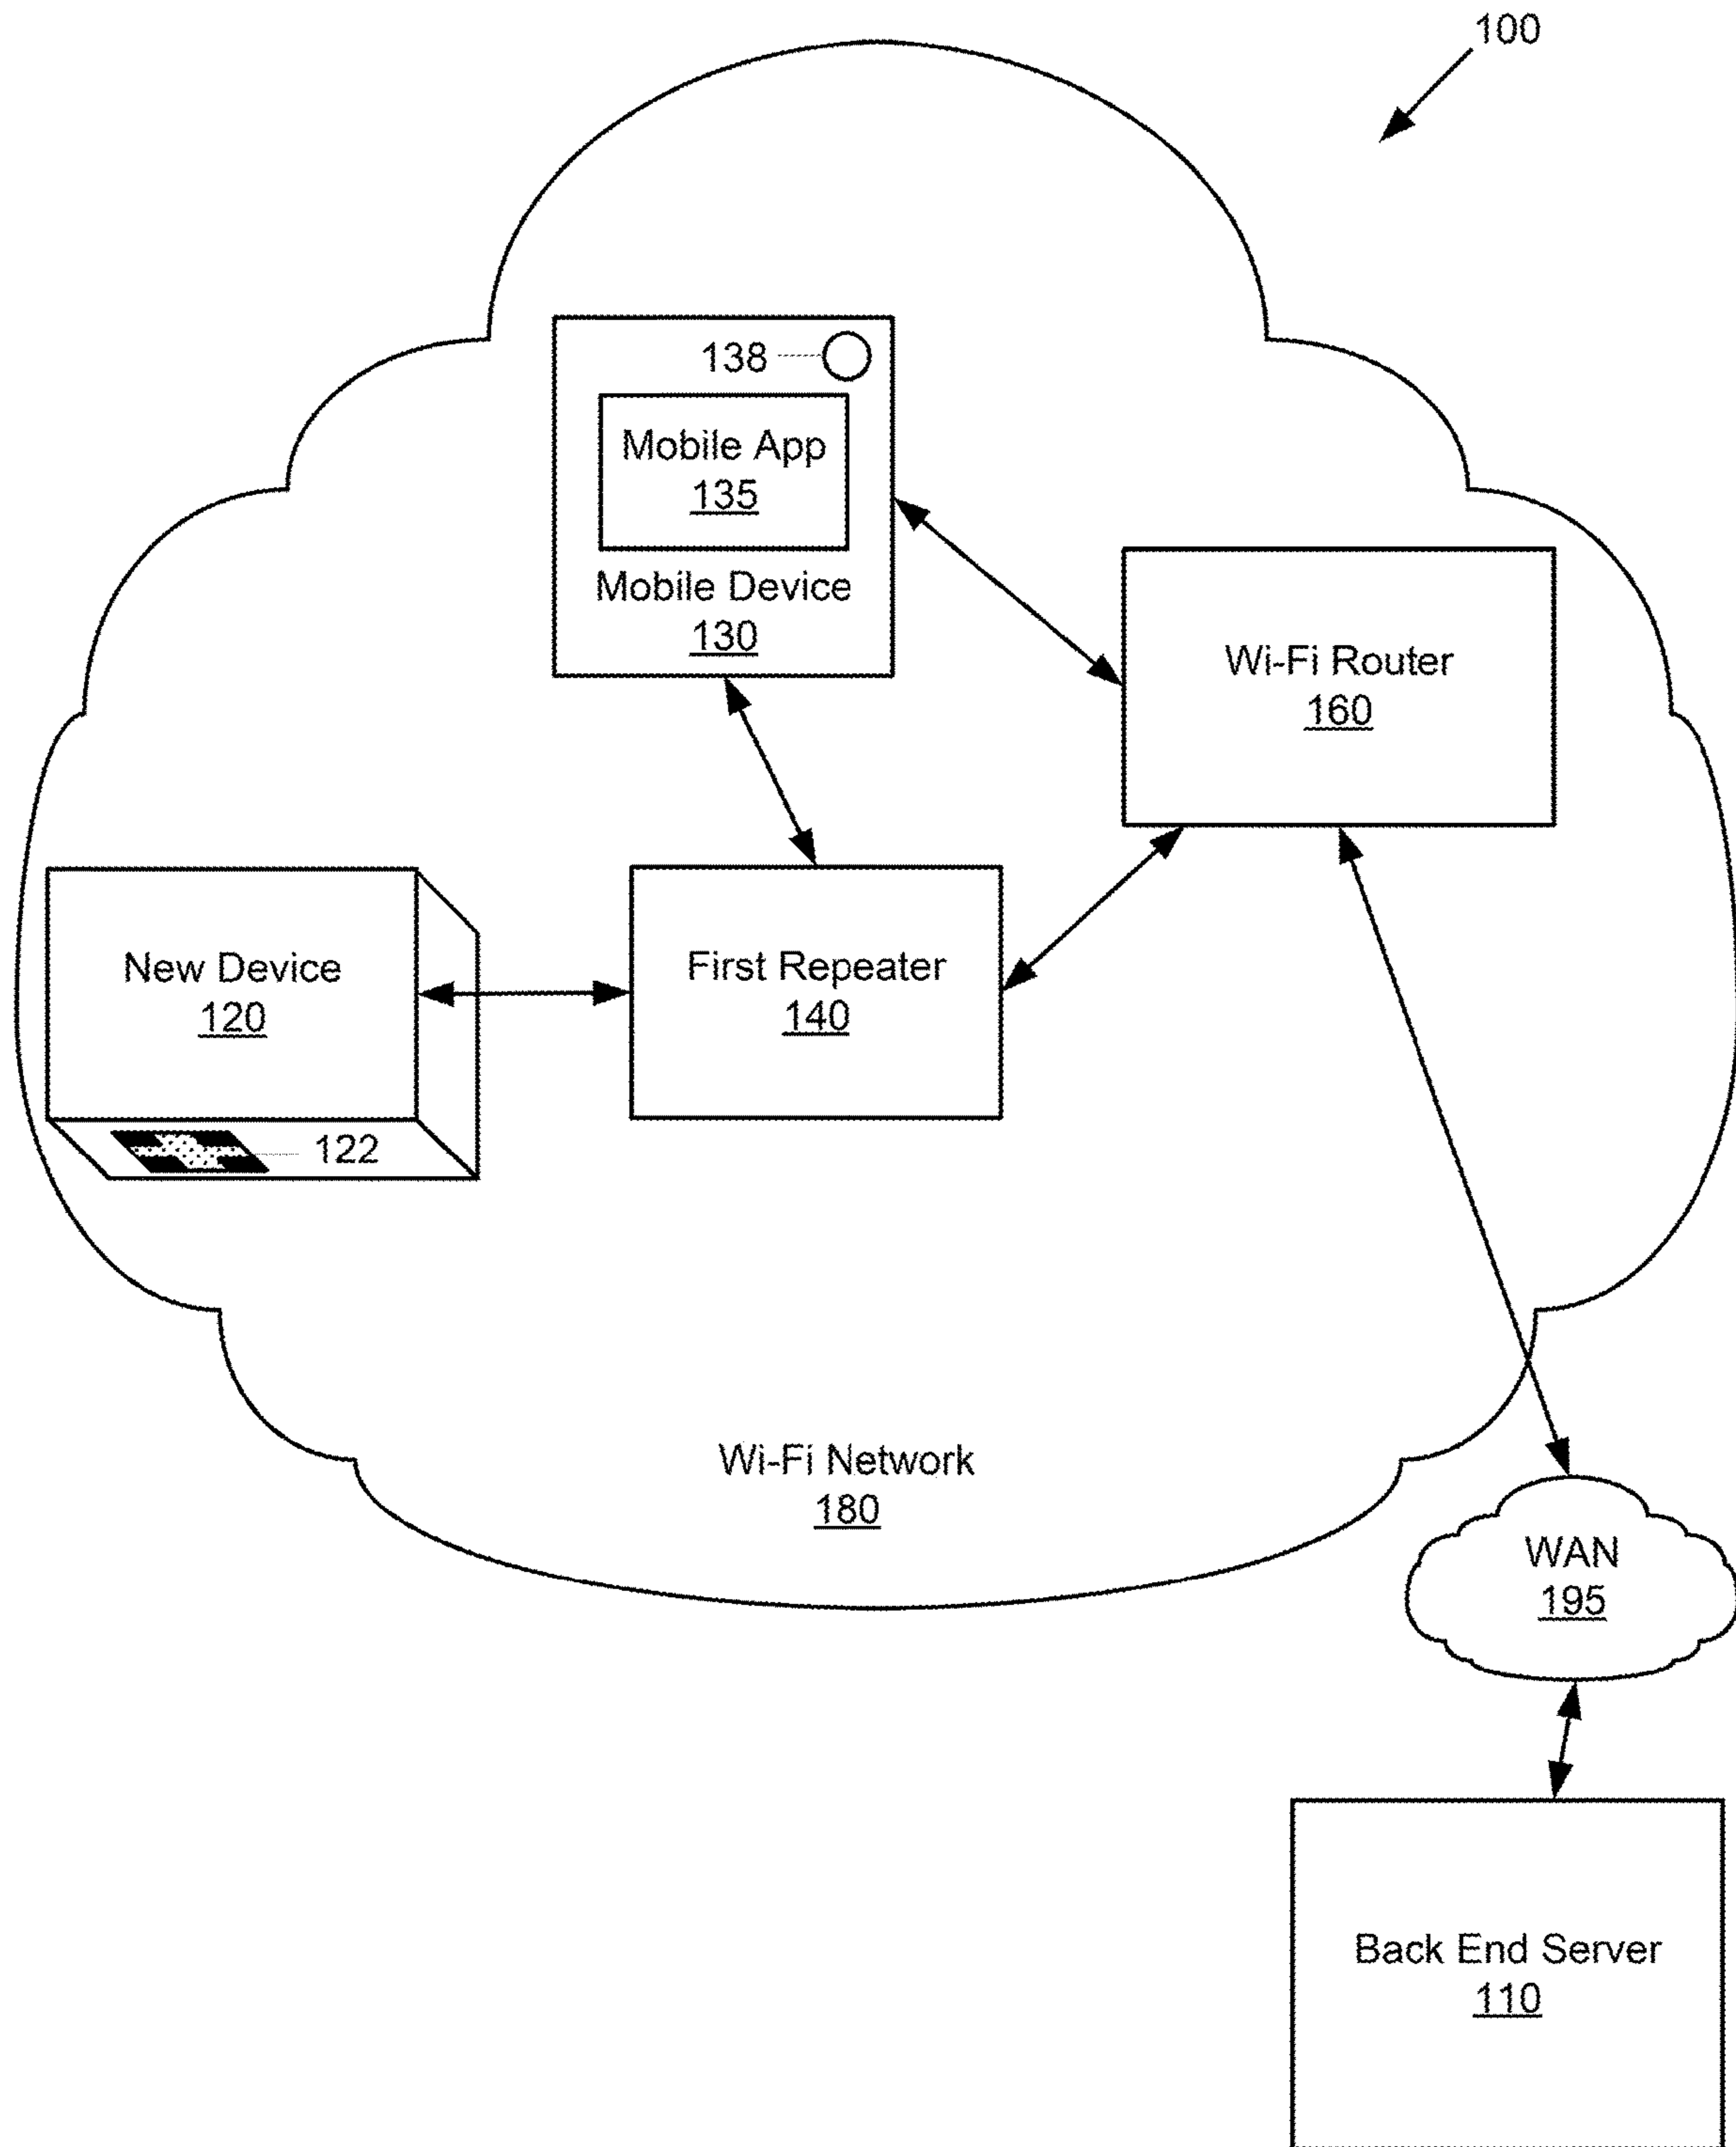 100
138
Mobile App
135
Mobile Device
130
Wi-Fi Router
160
New Device
120
First Repeater
140
122
Wi-Fi Network
180
WAN
195
Back End Server
110